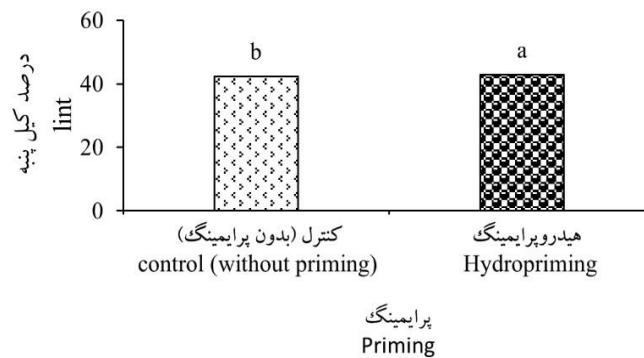 درصد کیل پنبه
lint
60
40
20
0
b
a
کنترل (بدون پرایمینگ)
control (without priming)
هیدروپرایمینگ
Hydropriming
پرایمینگ
Priming